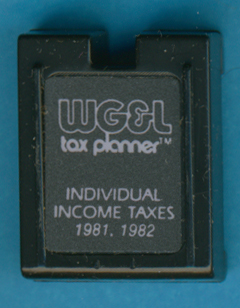 WG&L
tax planner™
INDIVIDUAL
INCOME TAXES
1981, 1982